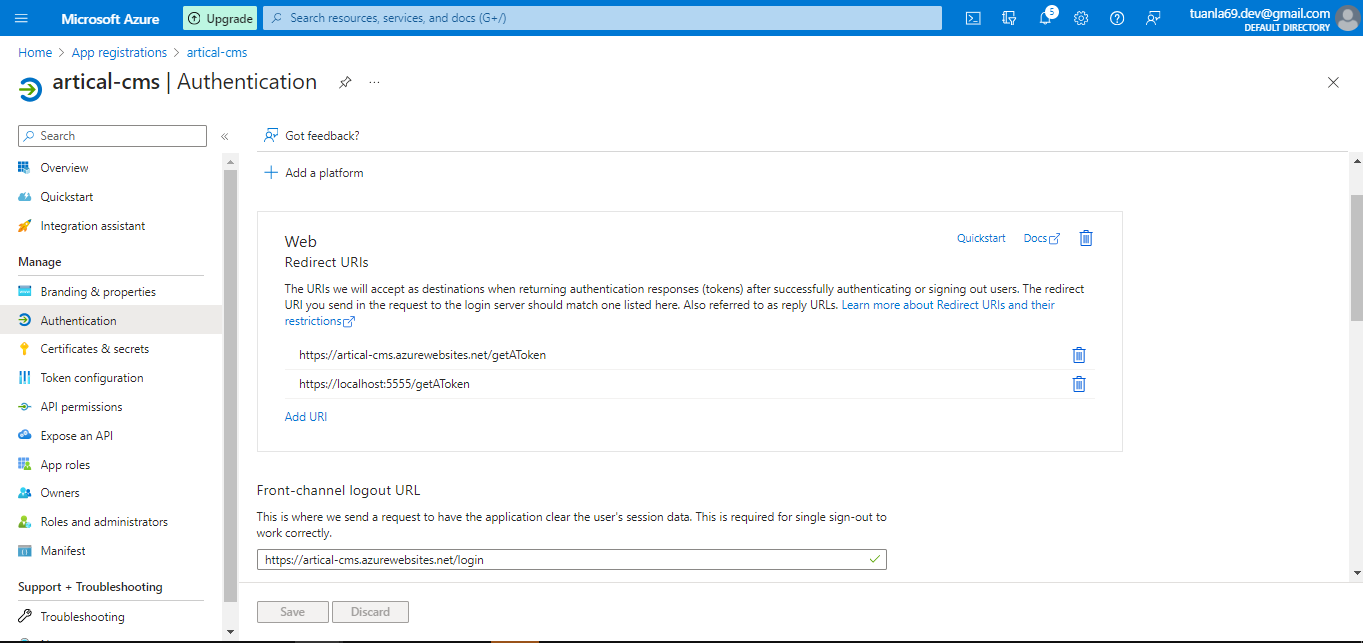 Microsoft Azure
Upgrade
Search resources, services, and docs (G+/)
5
tuanla69.dev@gmail.com
DEFAULT DIRECTORY
Home > App registrations > artical-cms
artical-cms | Authentication
Search
Got feedback?
Overview
Quickstart
Integration assistant
Manage
Branding & properties
Authentication
Certificates & secrets
Token configuration
API permissions
Expose an API
App roles
Owners
Roles and administrators
Manifest
Support + Troubleshooting
Troubleshooting
Add a platform
Web
Quickstart
Docs
Redirect URIs
The URIs we will accept as destinations when returning authentication responses (tokens) after successfully authenticating or signing out users. The redirect
URI you send in the request to the login server should match one listed here. Also referred to as reply URLs. Learn more about Redirect URIs and their
restrictions
https://artical-cms.azurewebsites.net/getAToken
https://localhost:5555/getAToken
Add URI
Front-channel logout URL
This is where we send a request to have the application clear the user's session data. This is required for single sign-out to
work correctly.
https://artical-cms.azurewebsites.net/login
Save
Discard